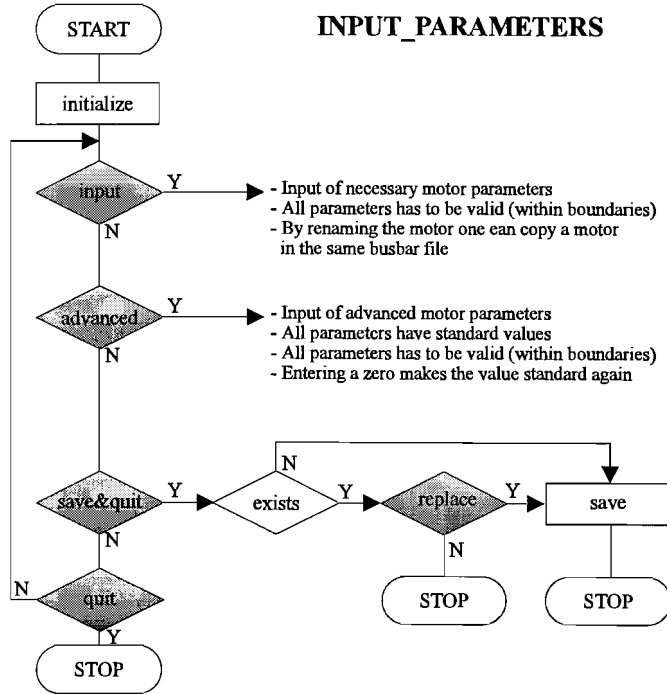 START
INPUT_PARAMETERS
initialize
input
Y
- Input of necessary motor parameters
- All parameters has to be valid (within boundaries)
- By renaming the motor one ean copy a motor
in the same busbar file
N
advanced
Y
- Input of advanced motor parameters
- All parameters have standard values
- All parameters has to be valid (within boundaries)
- Entering a zero makes the value standard again
N
save&quit
Y
exists
N
Y
replace
Y
save
N
N
STOP
STOP
N
quit
Y
STOP